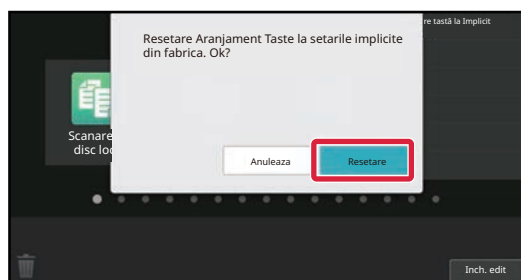 re tastă la Implicit
Resetare Aranjament Taste la setarile implicite
din fabrica. Ok?
Scanare
disc loc
Anuleaza
Resetare
Inch. edit